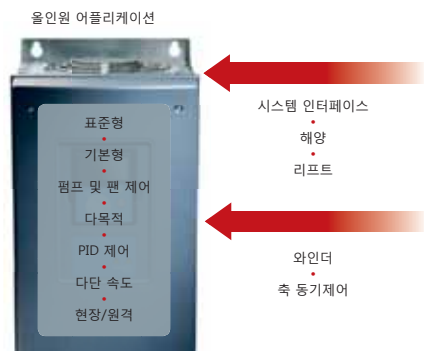 올인원 어플리케이션
표준형
기본형
펌프 및 팬 제어
다목적
PID 제어
다단 속도
현장/원격
시스템 인터페이스
해양
리프트
와인더
축 동기제어